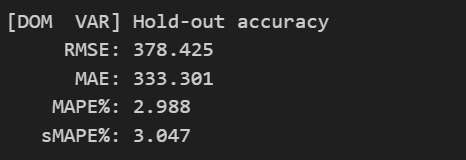 [DOM  VAR] Hold-out accuracy
     RMSE: 378.425
      MAE: 333.301
    MAPE%: 2.988
   sMAPE%: 3.047